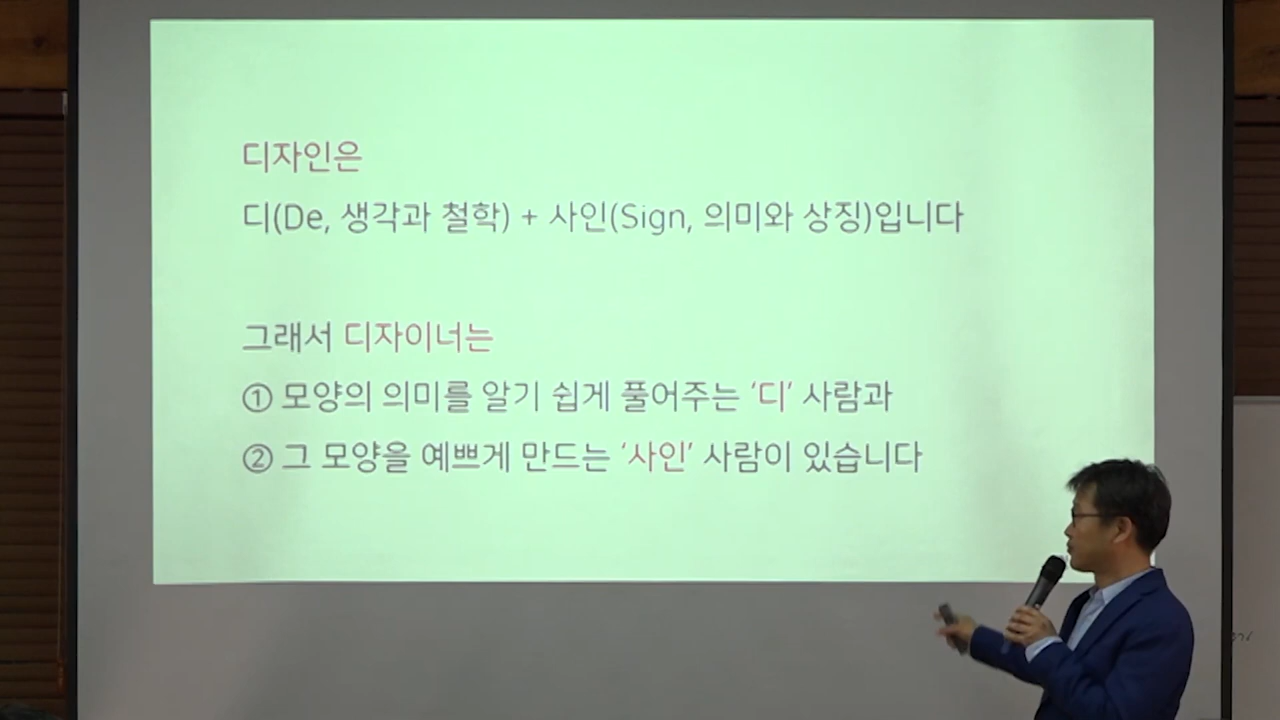 디자인은
디(De, 생각과 철학) + 사인(Sign, 의미와 상징)입니다
그래서 디자이너는
① 모양의 의미를 알기 쉽게 풀어주는 ‘디’ 사람과
② 그 모양을 예쁘게 만드는 ‘사인’ 사람이 있습니다